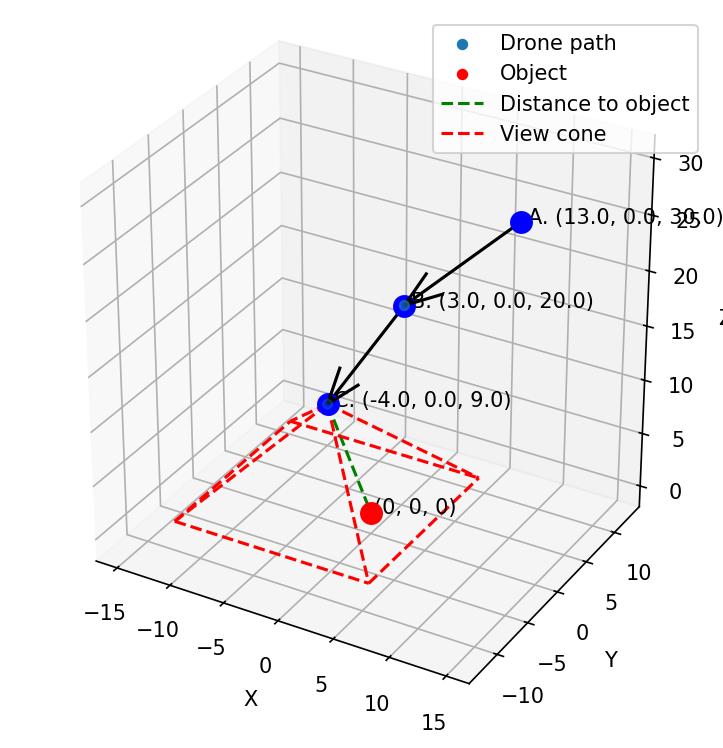 Drone path
Object
Distance to object
View cone
30
A. (13.0, 0.0, 30.0)
25
20
B. (3.0, 0.0, 20.0)
15
10
C. (-4.0, 0.0, 9.0)
5
0
(0, 0, 0)
−15
−10
−5
0
5
10
15
X
−10
−5
0
5
10
Y
Z